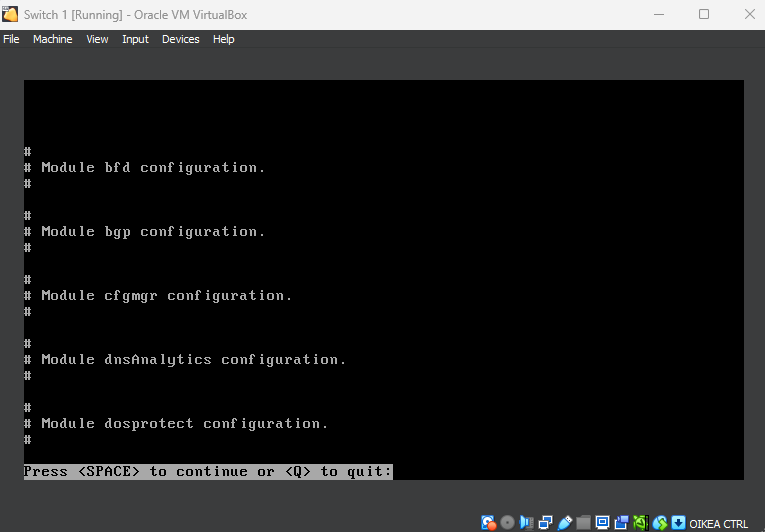 Switch 1 [Running] - Oracle VM VirtualBox
File Machine View Input Devices Help
#
# Module bfd configuration.
#
#
# Module bgp configuration.
#
#
# Module cfgmgr configuration.
#
#
# Module dnsAnalytics configuration.
#
#
# Module dosprotect configuration.
#
Press <SPACE> to continue or <Q> to quit:
OIKEA CTRL